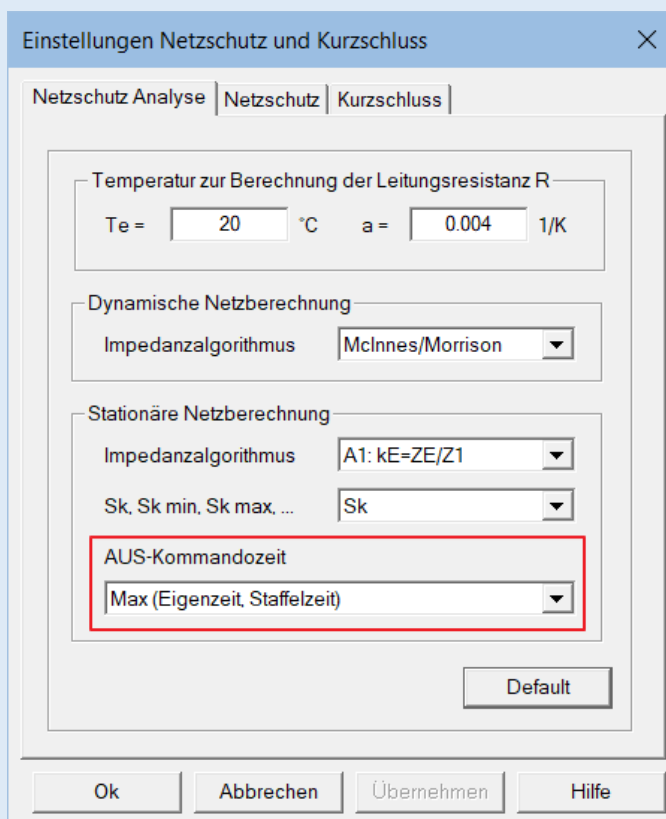 Einstellungen Netzschutz und Kurzschluss
Netzschutz Analyse Netzschutz Kurzschluss
Temperatur zur Berechnung der Leitungsresistanz R
Te = 20 °C a = 0.004 1/K
Dynamische Netzberechnung
Impedanzalgorithmus McInnes/Morrison
Stationäre Netzberechnung
Impedanzalgorithmus A1: kE=ZE/Z1
Sk, Sk min, Sk max, ... Sk
AUS-Kommandozeit
Max (Eigenzeit, Staffelzeit)
Default
Ok Abbrechen Übernehmen Hilfe